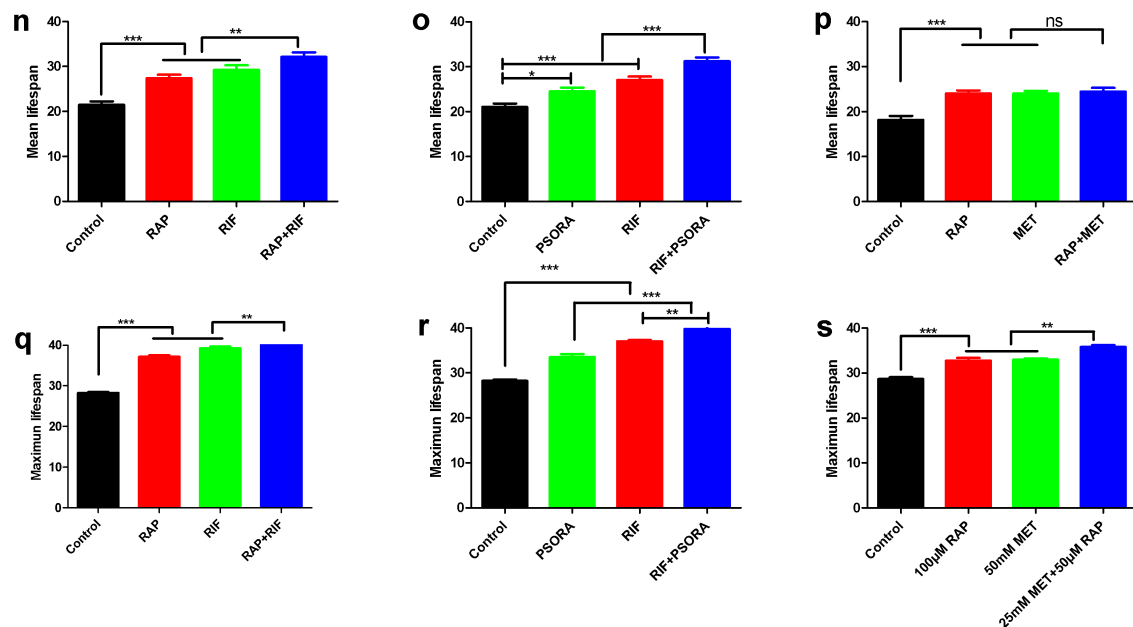 n
40
30
20
10
0
Mean lifespan
***
**
Control
RAP
RIF
RAP+RIF
o
40
30
20
10
0
Mean lifespan
***
***
*
Control
PSORA
RIF
RIF+PSORA
p
40
30
20
10
0
Mean lifespan
***
ns
Control
RAP
MET
RAP+MET
q
40
30
20
10
0
Maximun lifespan
***
**
Control
RAP
RIF
RAP+RIF
r
40
30
20
10
0
Maximun lifespan
***
***
**
Control
PSORA
RIF
RIF+PSORA
s
40
30
20
10
0
Maximun lifespan
***
**
Control
100µM RAP
50mM MET
25mM MET+50µM RAP